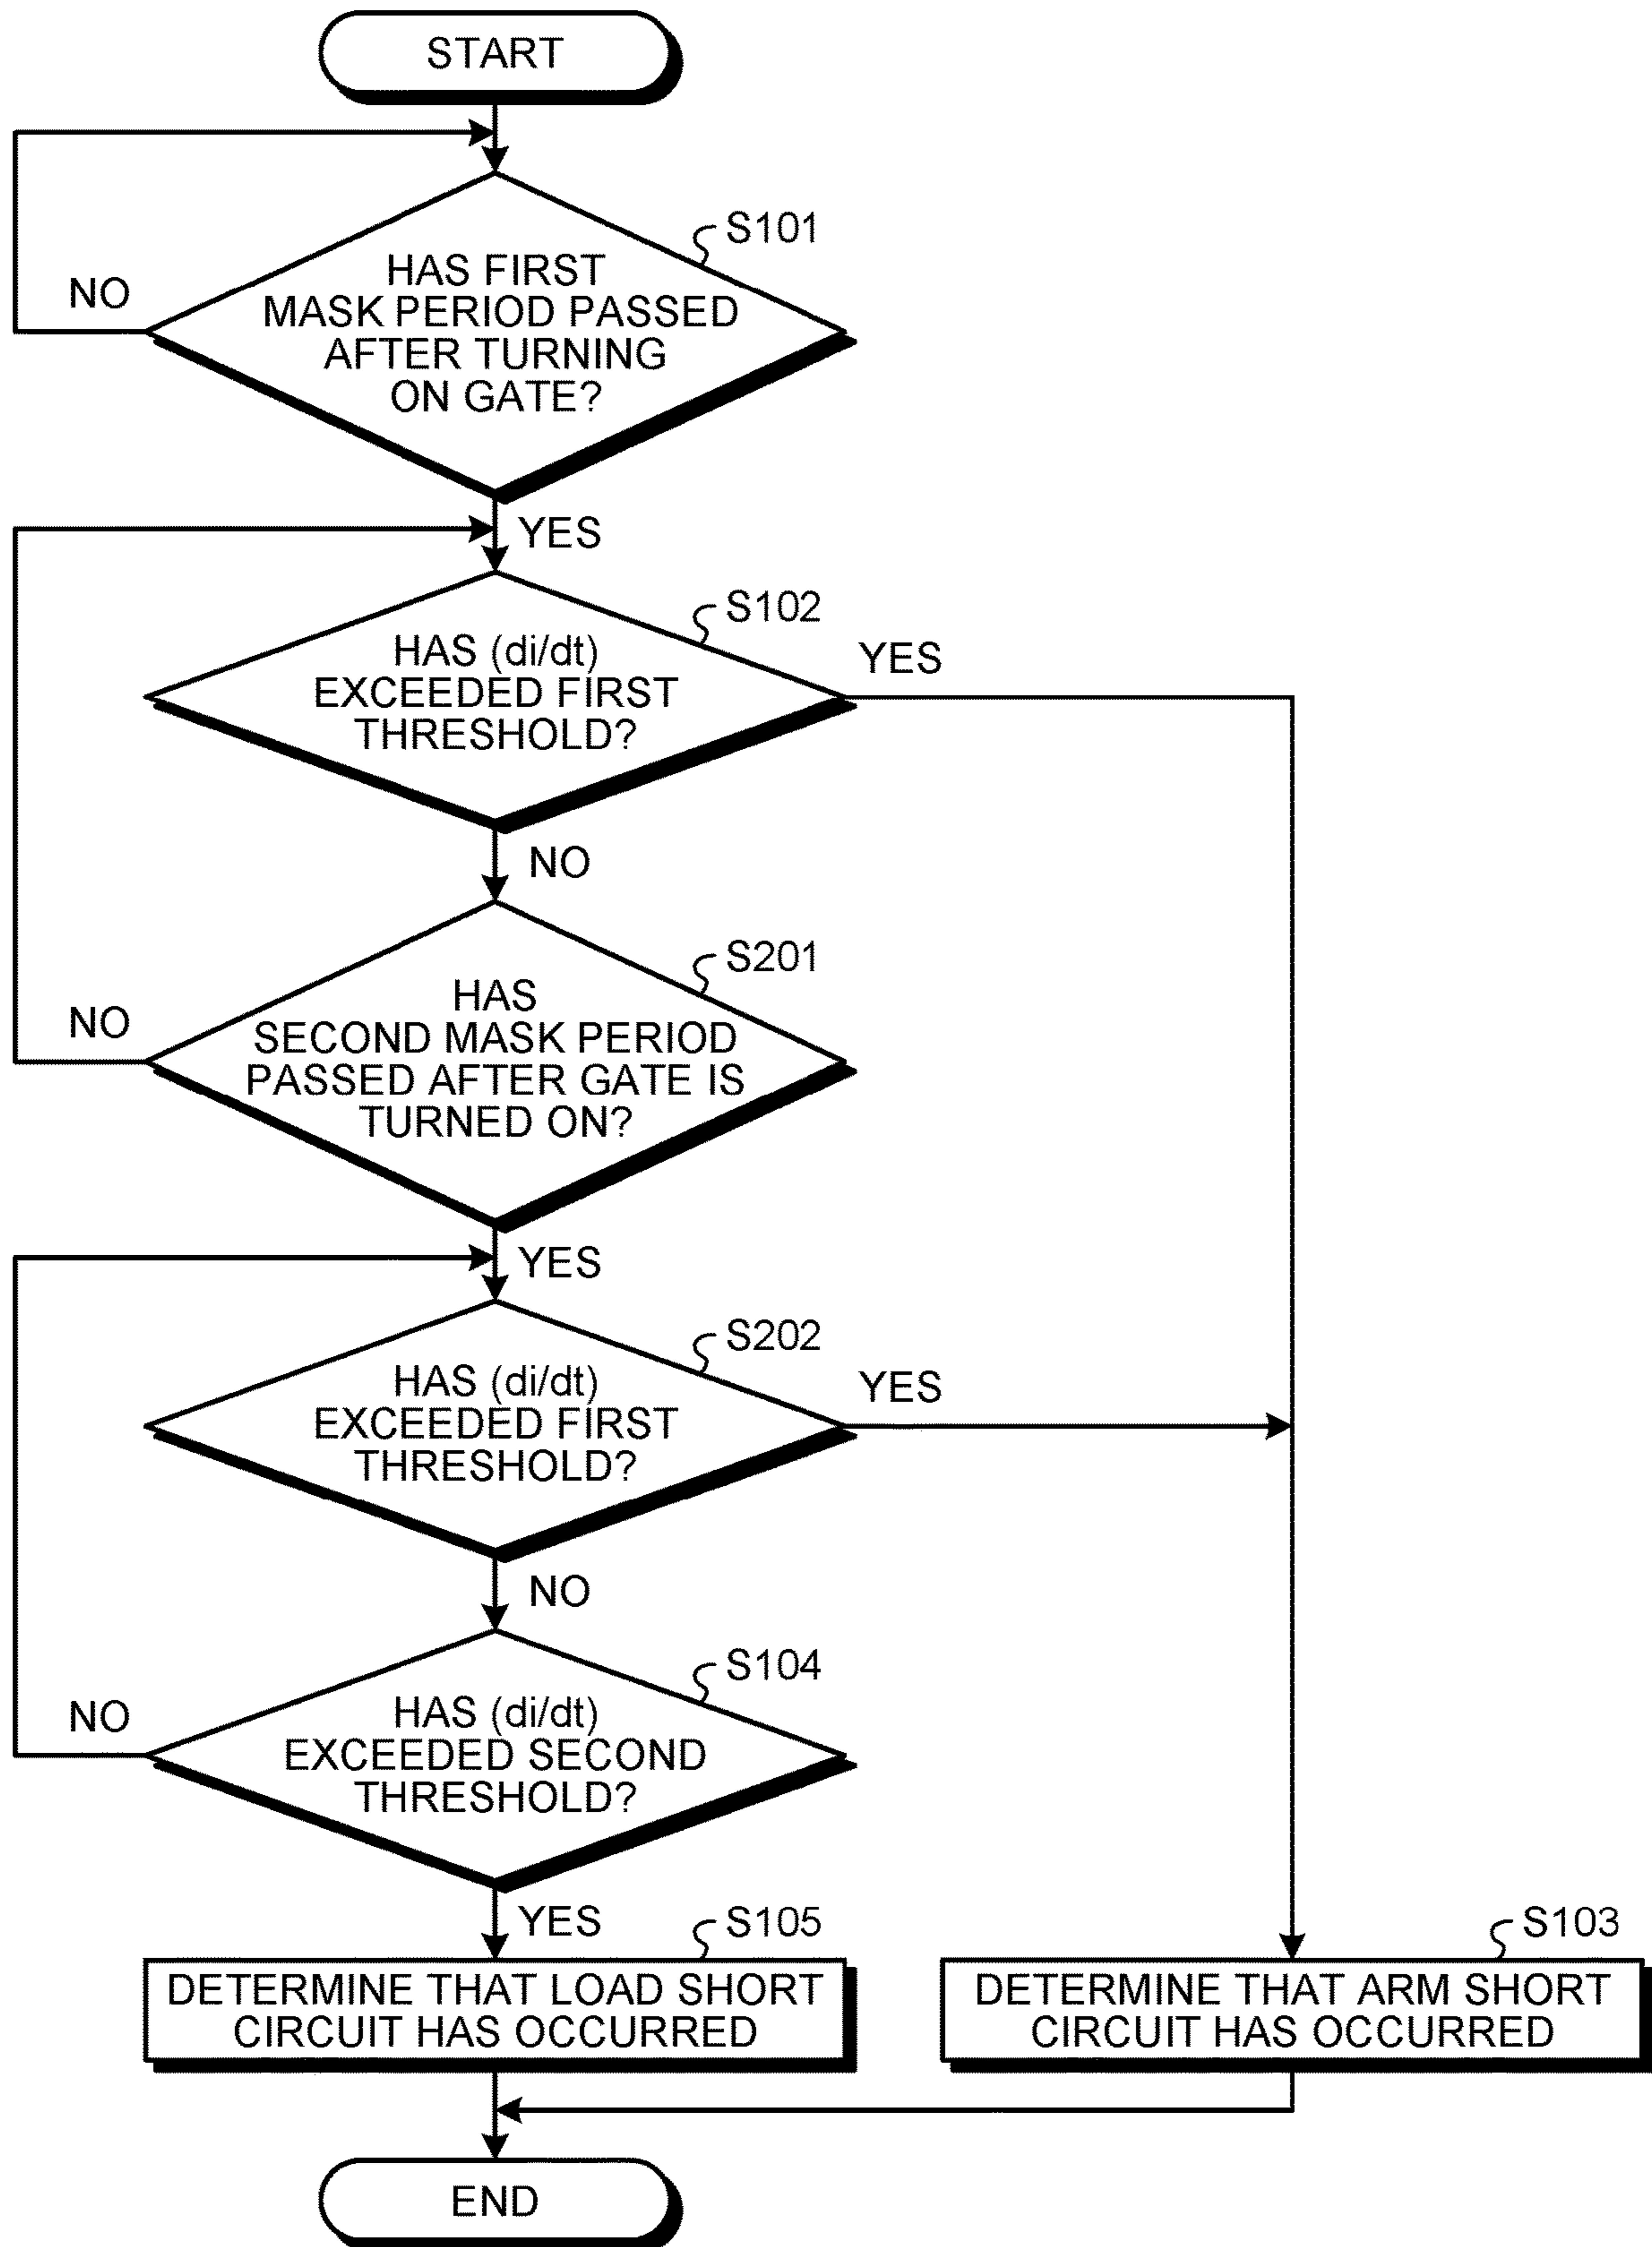 START
S101
HAS FIRST
MASK PERIOD PASSED
AFTER TURNING
ON GATE?
NO
YES
S102
HAS (di/dt)
EXCEEDED FIRST
THRESHOLD?
YES
NO
S201
HAS
SECOND MASK PERIOD
PASSED AFTER GATE IS
TURNED ON?
NO
YES
S202
HAS (di/dt)
EXCEEDED FIRST
THRESHOLD?
YES
NO
S104
HAS (di/dt)
EXCEEDED SECOND
THRESHOLD?
NO
YES
S105
DETERMINE THAT LOAD SHORT
CIRCUIT HAS OCCURRED
S103
DETERMINE THAT ARM SHORT
CIRCUIT HAS OCCURRED
END